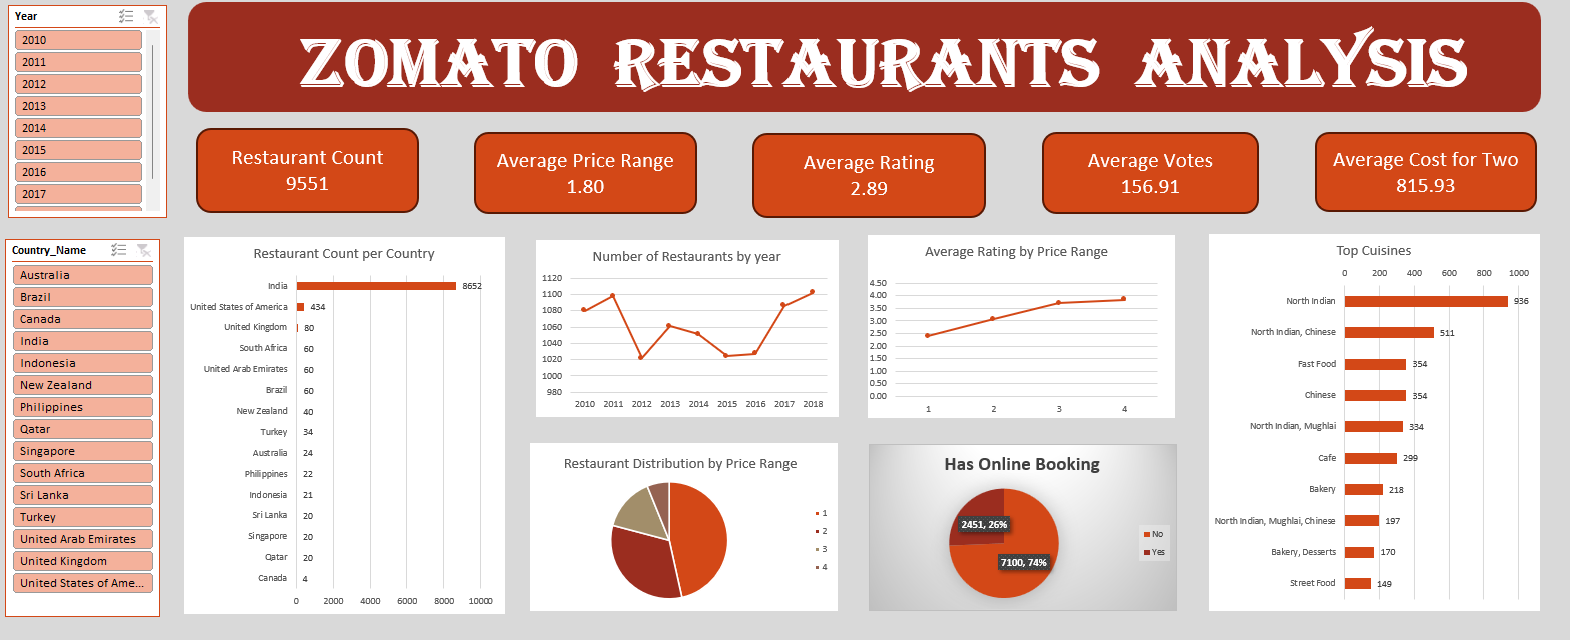 Year
2010
2011
2012
2013
2014
2015
2016
2017
ZOMATO RESTAURANTS ANALYSIS
Restaurant Count
9551
Average Price Range
1.80
Average Rating
2.89
Average Votes
156.91
Average Cost for Two
815.93
Country_Name
Australia
Brazil
Canada
India
Indonesia
New Zealand
Philippines
Qatar
Singapore
South Africa
Sri Lanka
Turkey
United Arab Emirates
United Kingdom
United States of Ame...
Restaurant Count per Country
India 8652
United States of America 434
United Kingdom 80
South Africa 60
United Arab Emirates 60
Brazil 60
New Zealand 40
Turkey 34
Australia 24
Philippines 22
Indonesia 21
Sri Lanka 20
Singapore 20
Qatar 20
Canada 4
0 2000 4000 6000 8000 10000
Number of Restaurants by year
1120
1100
1080
1060
1040
1020
1000
980
2010 2011 2012 2013 2014 2015 2016 2017 2018
Average Rating by Price Range
4.50
4.00
3.50
3.00
2.50
2.00
1.50
1.00
0.50
0.00
1 2 3 4
Restaurant Distribution by Price Range
1
2
3
4
Has Online Booking
2451, 26%
7100, 74%
No
Yes
Top Cuisines
0 200 400 600 800 1000
North Indian 936
North Indian, Chinese 511
Fast Food 354
Chinese 354
North Indian, Mughlai 334
Cafe 299
Bakery 218
North Indian, Mughlai, Chinese 197
Bakery, Desserts 170
Street Food 149